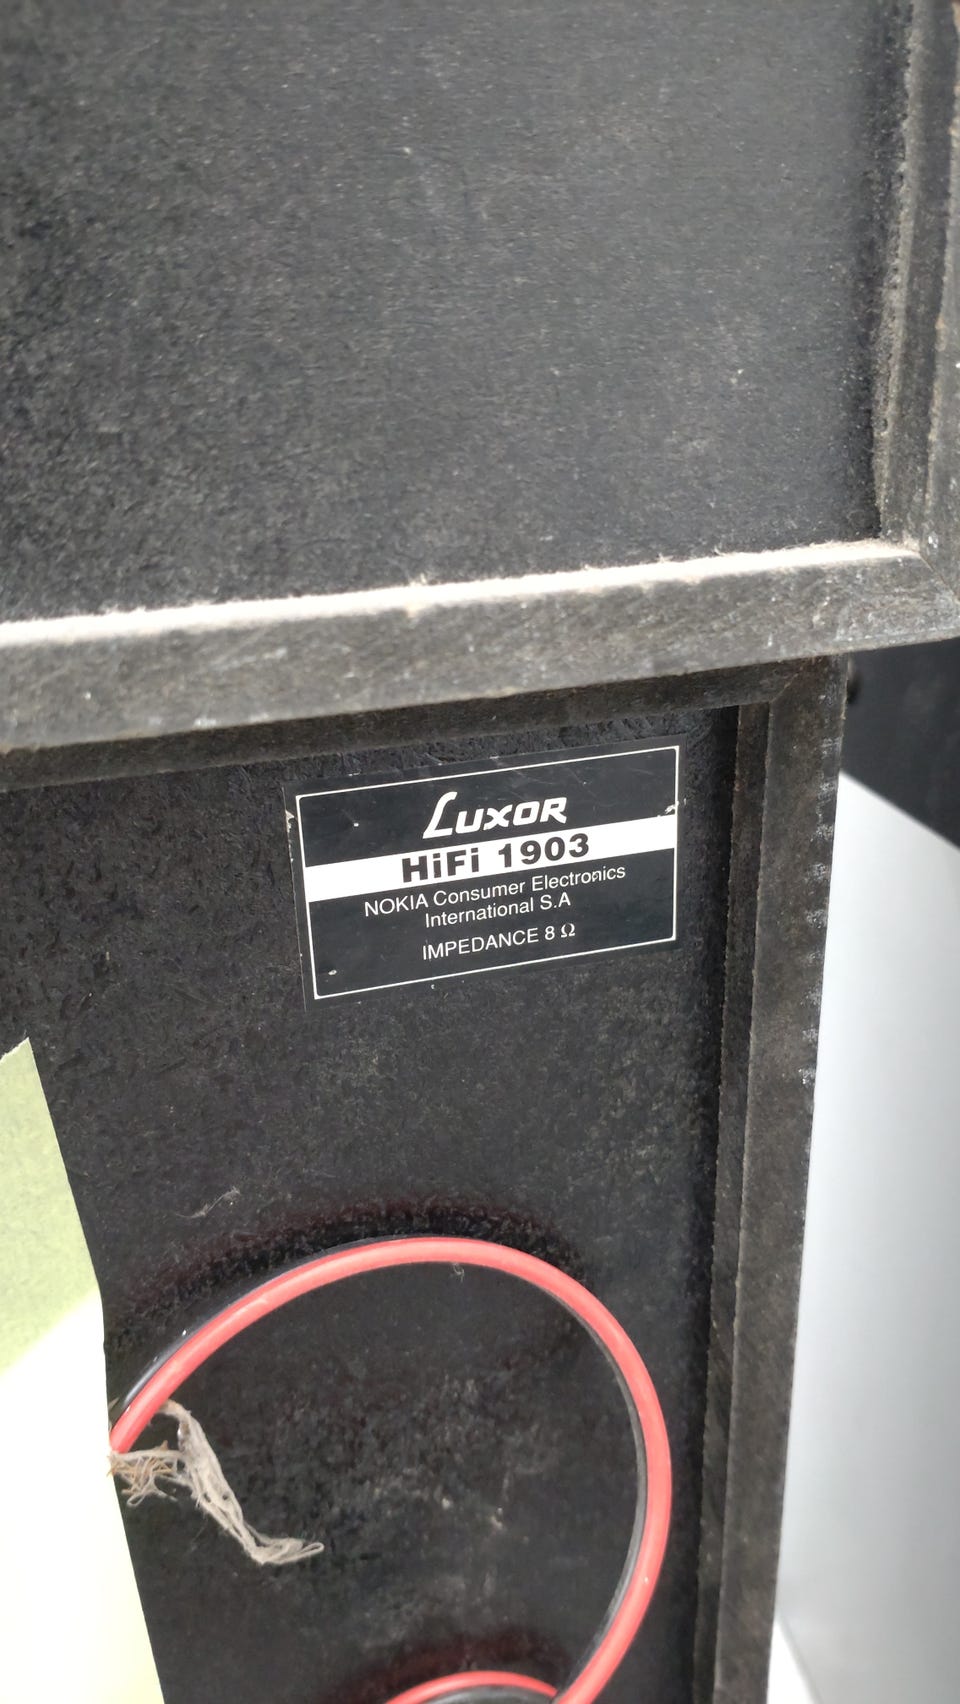 LUXOR
HiFi 1903
NOKIA Consumer Electronics
International S.A
IMPEDANCE 8 Ω